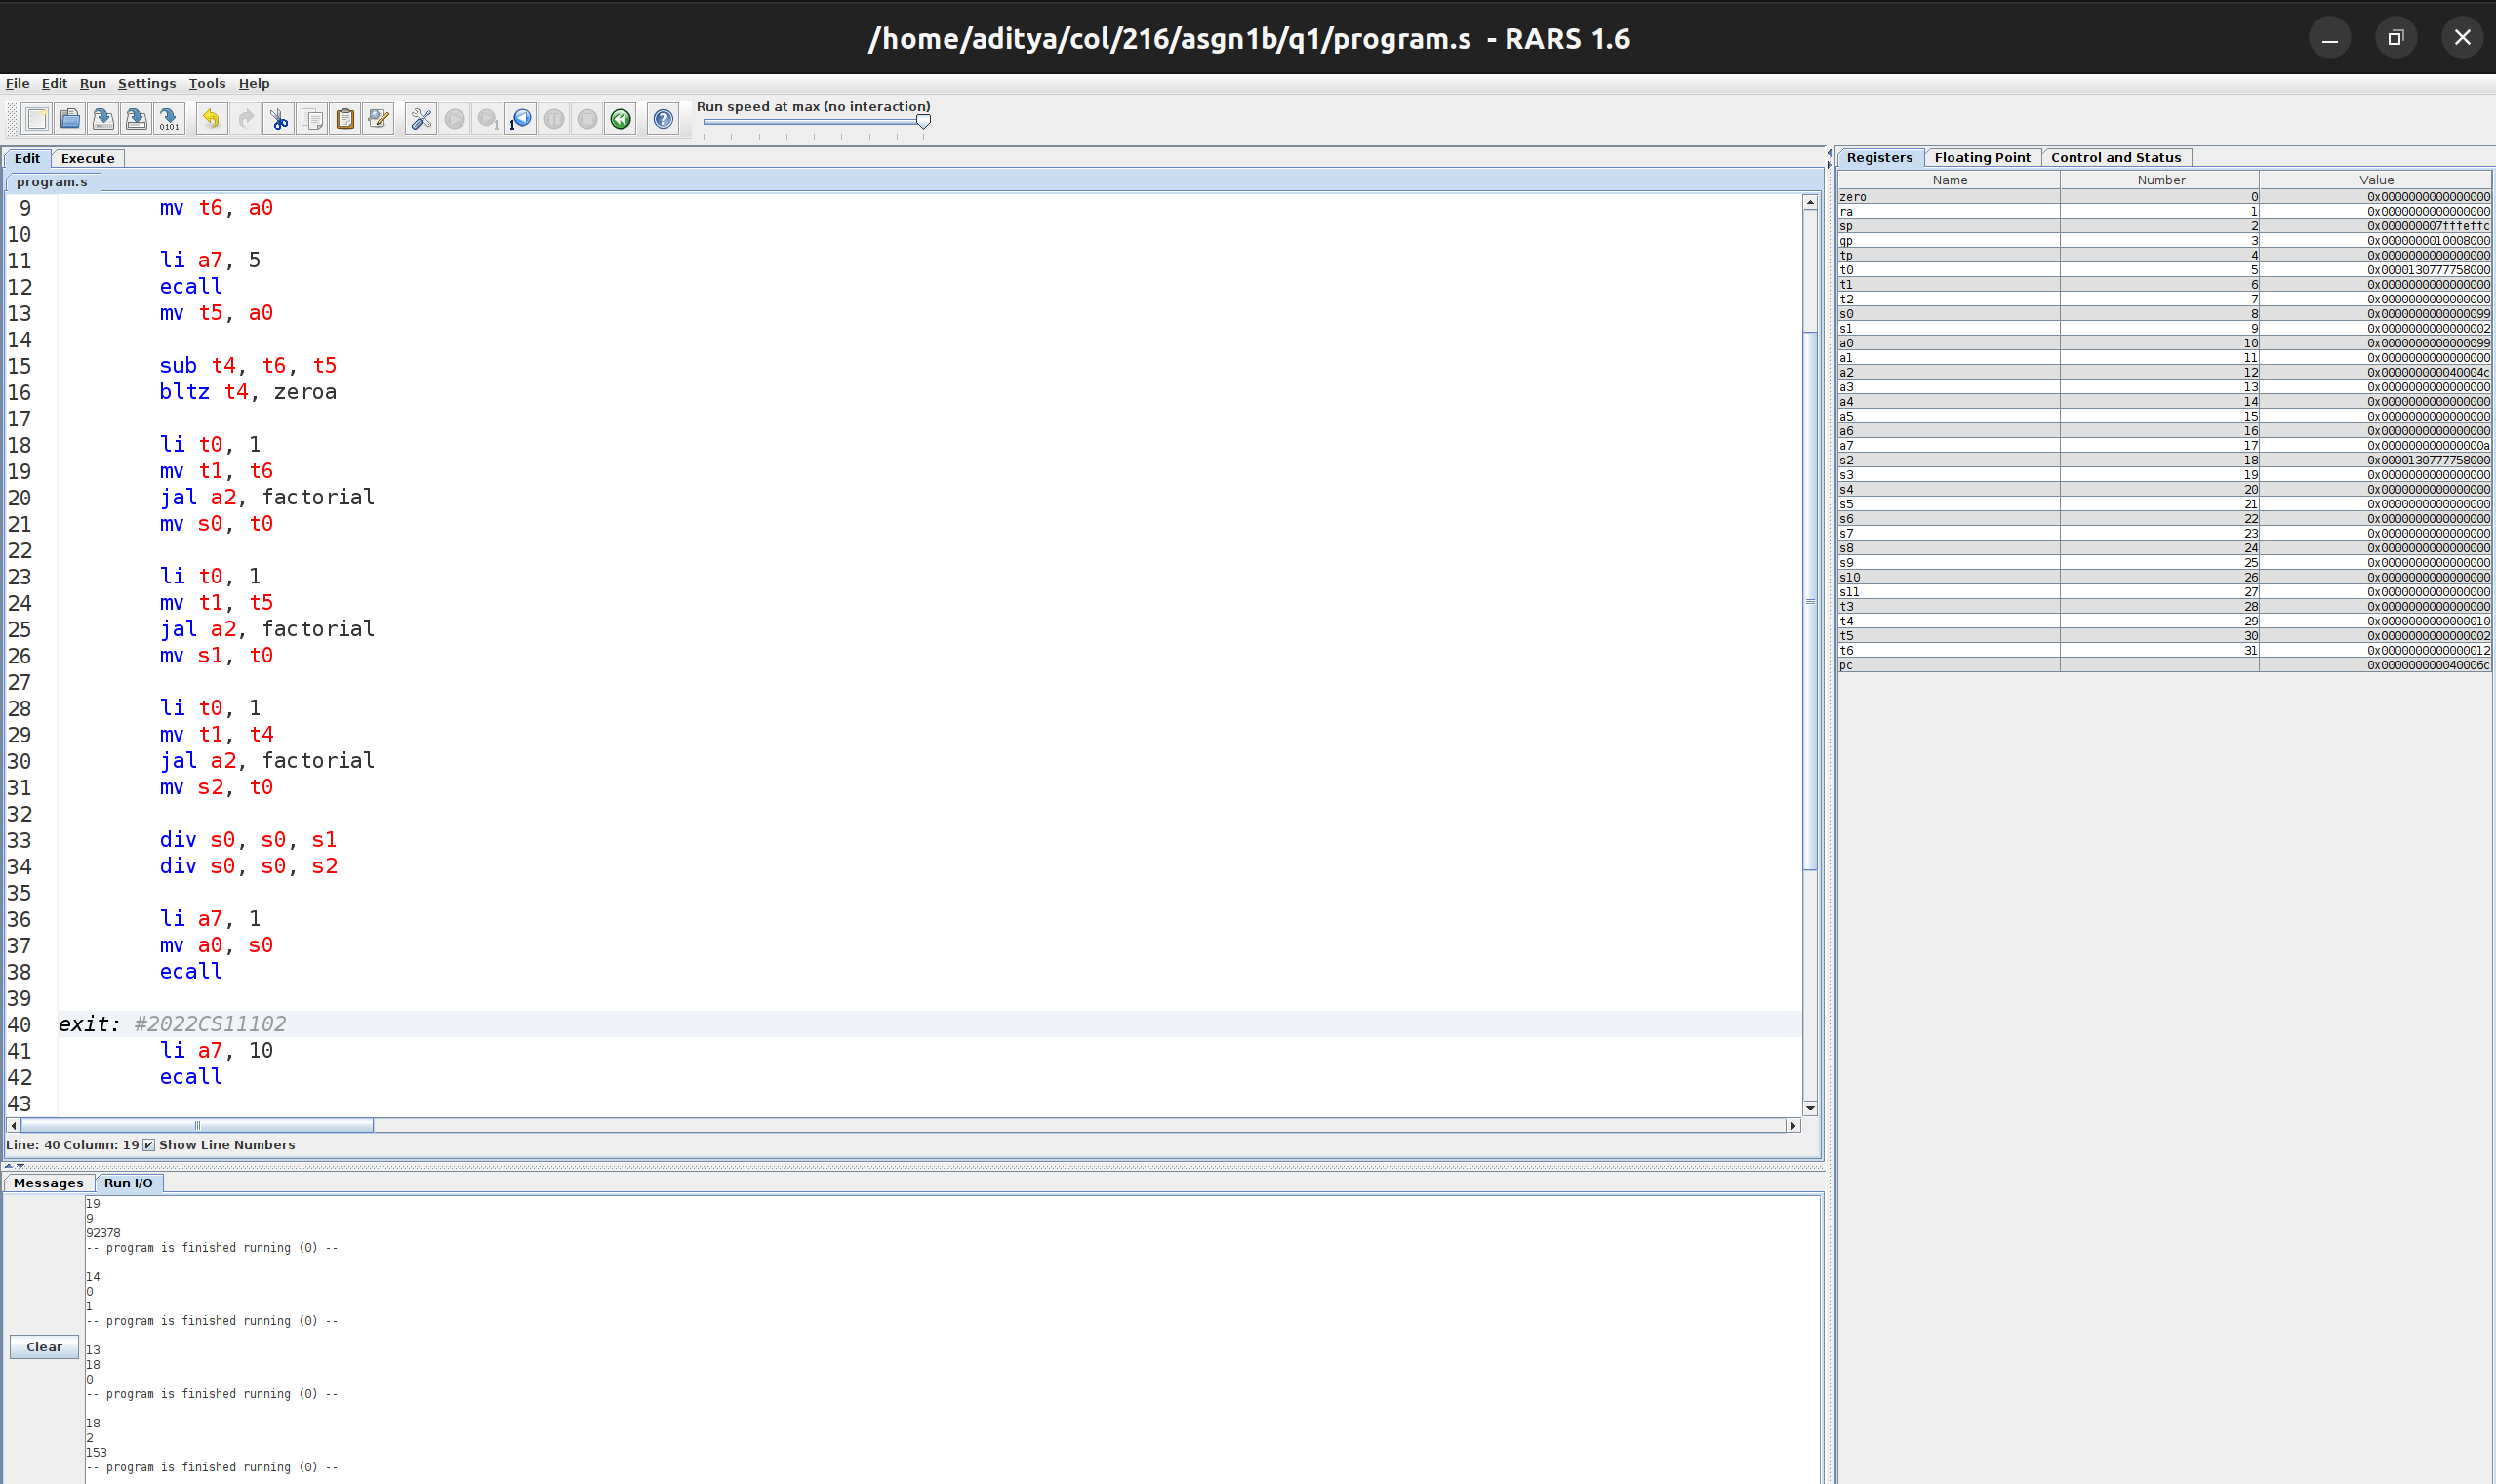 /home/aditya/col/216/asgn1b/q1/program.s - RARS 1.6
File Edit Run Settings Tools Help
Run speed at max (no interaction)
Edit Execute
program.s
9 mv t6, a0
10
11 li a7, 5
12 ecall
13 mv t5, a0
14
15 sub t4, t6, t5
16 bltz t4, zeroa
17
18 li t0, 1
19 mv t1, t6
20 jal a2, factorial
21 mv s0, t0
22
23 li t0, 1
24 mv t1, t5
25 jal a2, factorial
26 mv s1, t0
27
28 li t0, 1
29 mv t1, t4
30 jal a2, factorial
31 mv s2, t0
32
33 div s0, s0, s1
34 div s0, s0, s2
35
36 li a7, 1
37 mv a0, s0
38 ecall
39
40 exit: #2022CS11102
41 li a7, 10
42 ecall
43
Line: 40 Column: 19 Show Line Numbers
Messages Run I/O
Clear
19
9
92378
-- program is finished running (0) --
14
0
1
-- program is finished running (0) --
13
18
0
-- program is finished running (0) --
18
2
153
-- program is finished running (0) --
Registers Floating Point Control and Status
Name Number Value
zero 0 0x0000000000000000
ra 1 0x0000000000000000
sp 2 0x000000007fffeffc
gp 3 0x0000000010008000
tp 4 0x0000000000000000
t0 5 0x0000130777758000
t1 6 0x0000000000000000
t2 7 0x0000000000000000
s0 8 0x0000000000000099
s1 9 0x0000000000000002
a0 10 0x0000000000000099
a1 11 0x0000000000000000
a2 12 0x000000000040004c
a3 13 0x0000000000000000
a4 14 0x0000000000000000
a5 15 0x0000000000000000
a6 16 0x0000000000000000
a7 17 0x000000000000000a
s2 18 0x0000130777758000
s3 19 0x0000000000000000
s4 20 0x0000000000000000
s5 21 0x0000000000000000
s6 22 0x0000000000000000
s7 23 0x0000000000000000
s8 24 0x0000000000000000
s9 25 0x0000000000000000
s10 26 0x0000000000000000
s11 27 0x0000000000000000
t3 28 0x0000000000000000
t4 29 0x0000000000000010
t5 30 0x0000000000000002
t6 31 0x0000000000000012
pc 0x000000000040006c